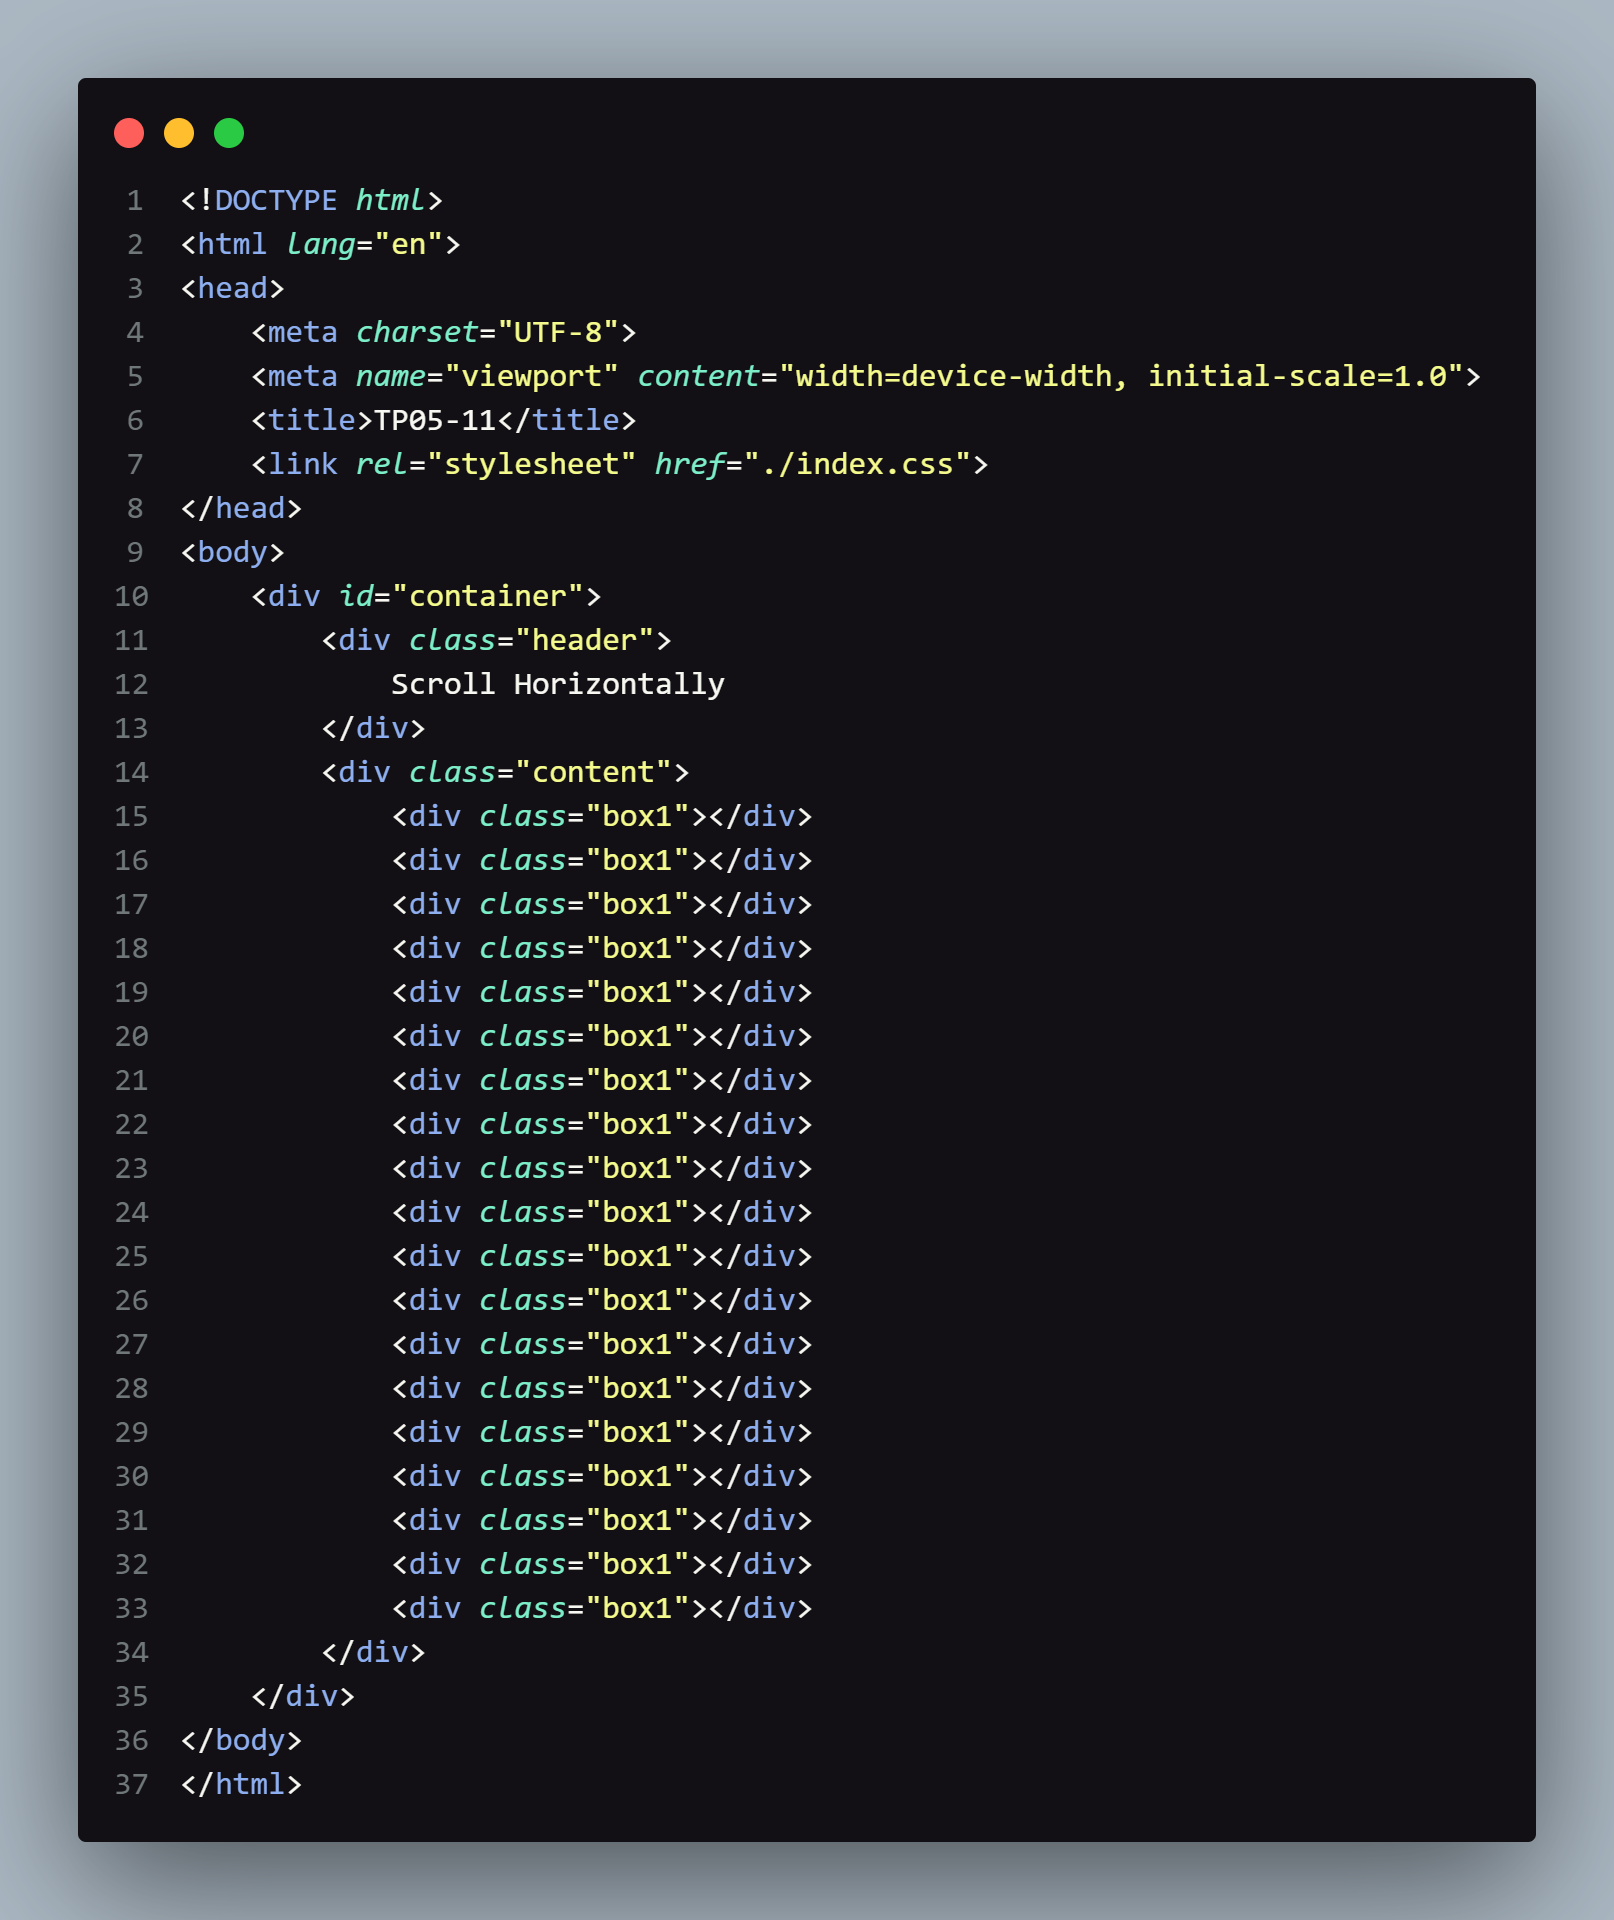 1 <!DOCTYPE html>
2 <html lang="en">
3 <head>
4     <meta charset="UTF-8">
5     <meta name="viewport" content="width=device-width, initial-scale=1.0">
6     <title>TP05-11</title>
7     <link rel="stylesheet" href="./index.css">
8 </head>
9 <body>
10     <div id="container">
11         <div class="header">
12             Scroll Horizontally
13         </div>
14         <div class="content">
15             <div class="box1"></div>
16             <div class="box1"></div>
17             <div class="box1"></div>
18             <div class="box1"></div>
19             <div class="box1"></div>
20             <div class="box1"></div>
21             <div class="box1"></div>
22             <div class="box1"></div>
23             <div class="box1"></div>
24             <div class="box1"></div>
25             <div class="box1"></div>
26             <div class="box1"></div>
27             <div class="box1"></div>
28             <div class="box1"></div>
29             <div class="box1"></div>
30             <div class="box1"></div>
31             <div class="box1"></div>
32             <div class="box1"></div>
33             <div class="box1"></div>
34         </div>
35     </div>
36 </body>
37 </html>